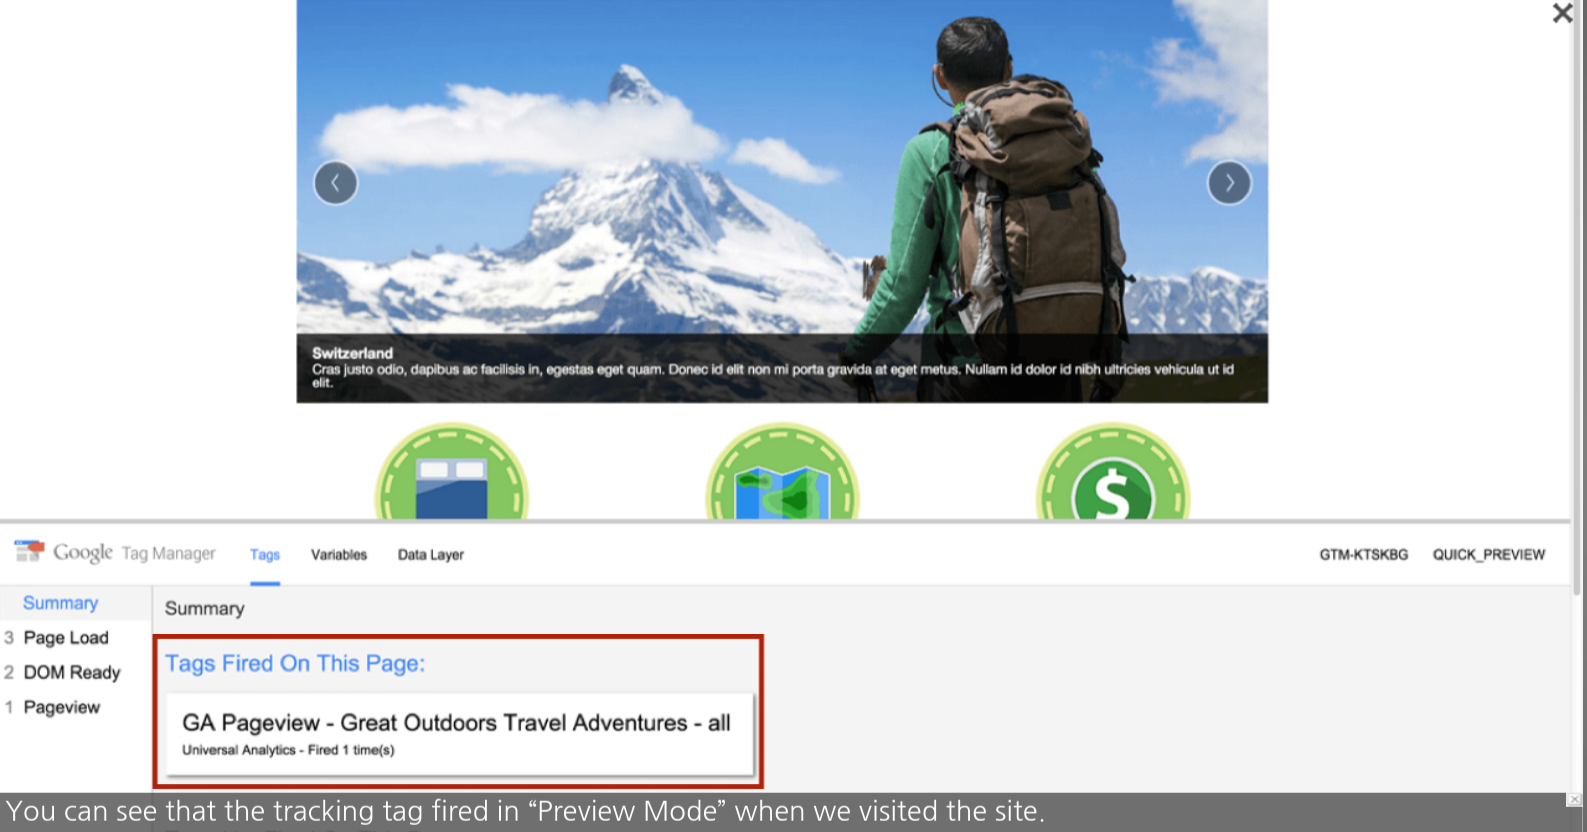 Switzerland
Cras justo odio, dapibus ac facilisis in, egestas eget quam. Donec id elit non mi porta gravida at eget metus. Nullam id dolor id nibh ultricies vehicula ut id
elit.
$
Google Tag Manager Tags Variables Data Layer GTM-KTSKBG QUICK_PREVIEW
Summary
3 Page Load
2 DOM Ready
1 Pageview
Summary
Tags Fired On This Page:
GA Pageview - Great Outdoors Travel Adventures - all
Universal Analytics - Fired 1 time(s)
You can see that the tracking tag fired in “Preview Mode” when we visited the site.